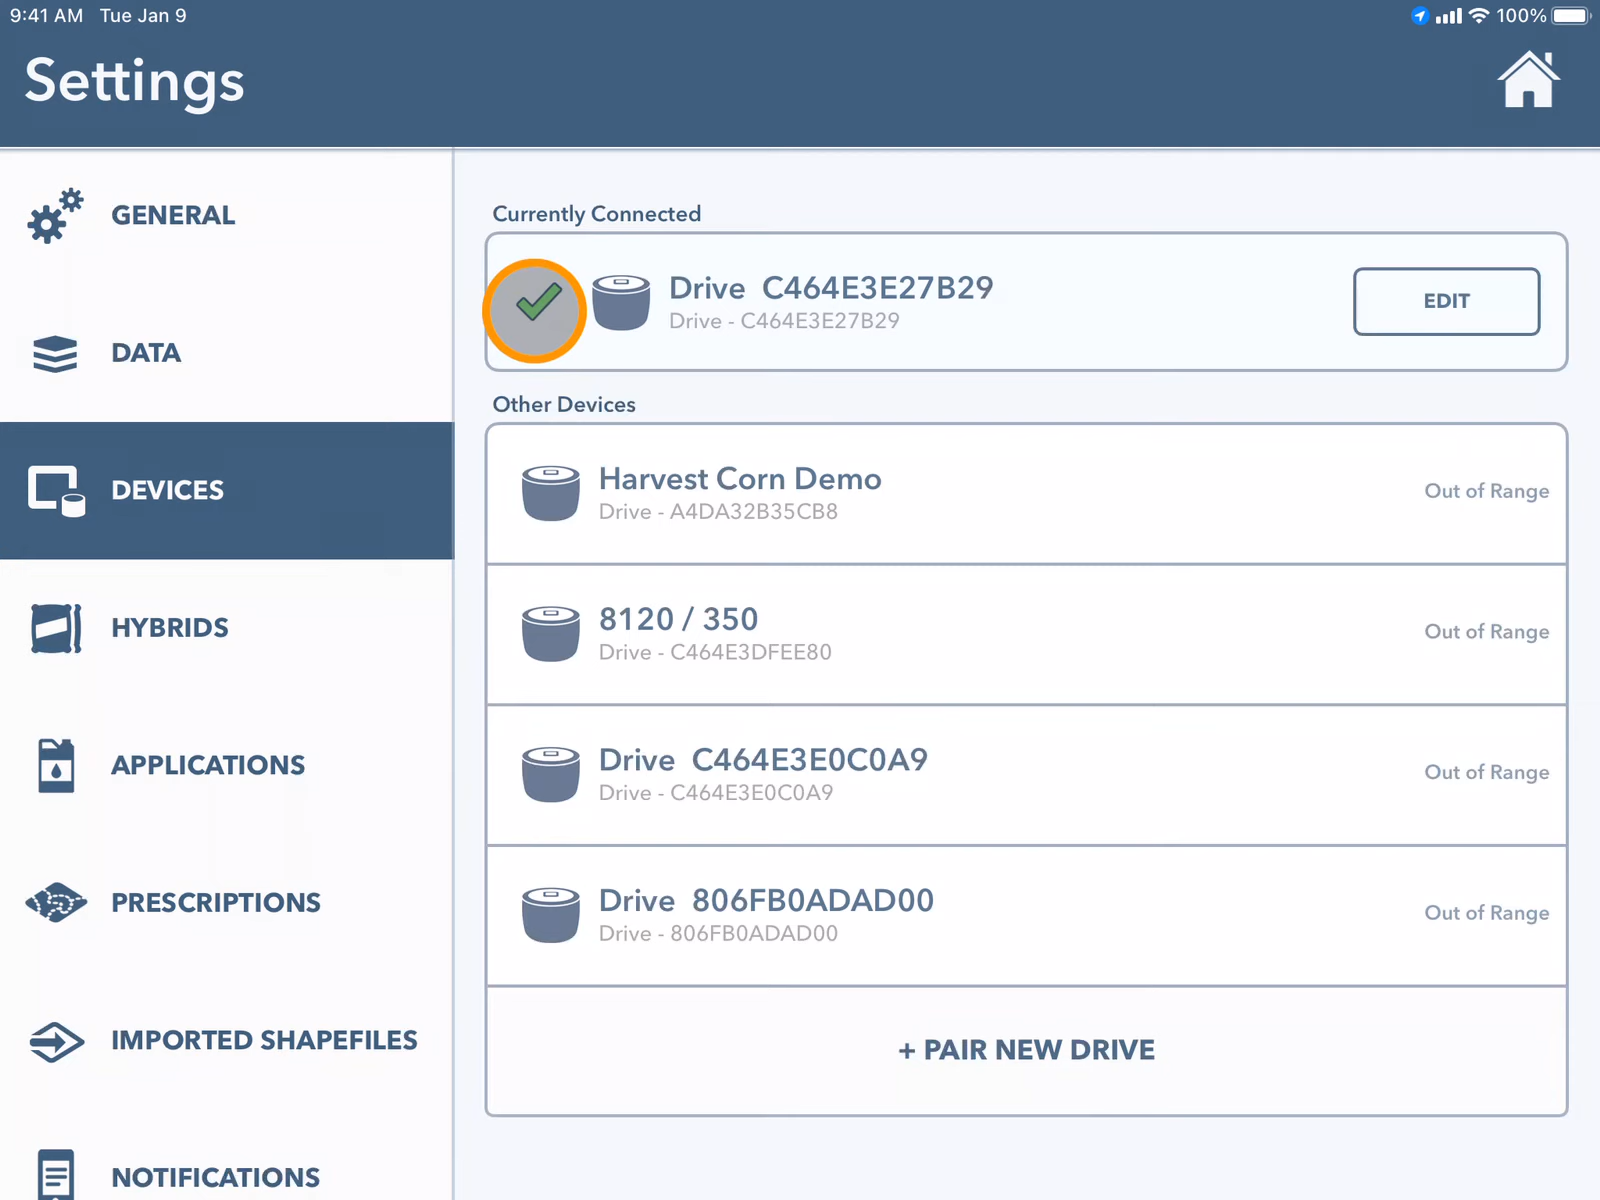 9:41 AM Tue Jan 9
100%
Settings
GENERAL
DATA
DEVICES
HYBRIDS
APPLICATIONS
PRESCRIPTIONS
IMPORTED SHAPEFILES
NOTIFICATIONS
Currently Connected
Drive C464E3E27B29
Drive - C464E3E27B29
EDIT
Other Devices
Harvest Corn Demo
Drive - A4DA32B35CB8
Out of Range
8120 / 350
Drive - C464E3DFEE80
Out of Range
Drive C464E3E0C0A9
Drive - C464E3E0C0A9
Out of Range
Drive 806FB0ADAD00
Drive - 806FB0ADAD00
Out of Range
+ PAIR NEW DRIVE